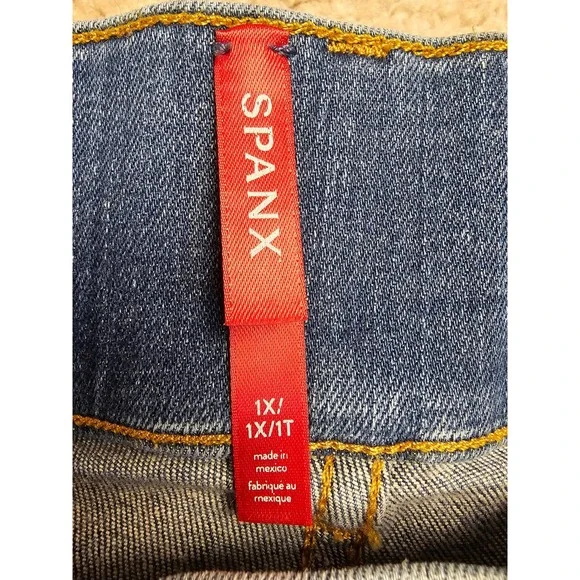 SPANX
1X/
1X/1T
made in
mexico
fabriqué au
mexique